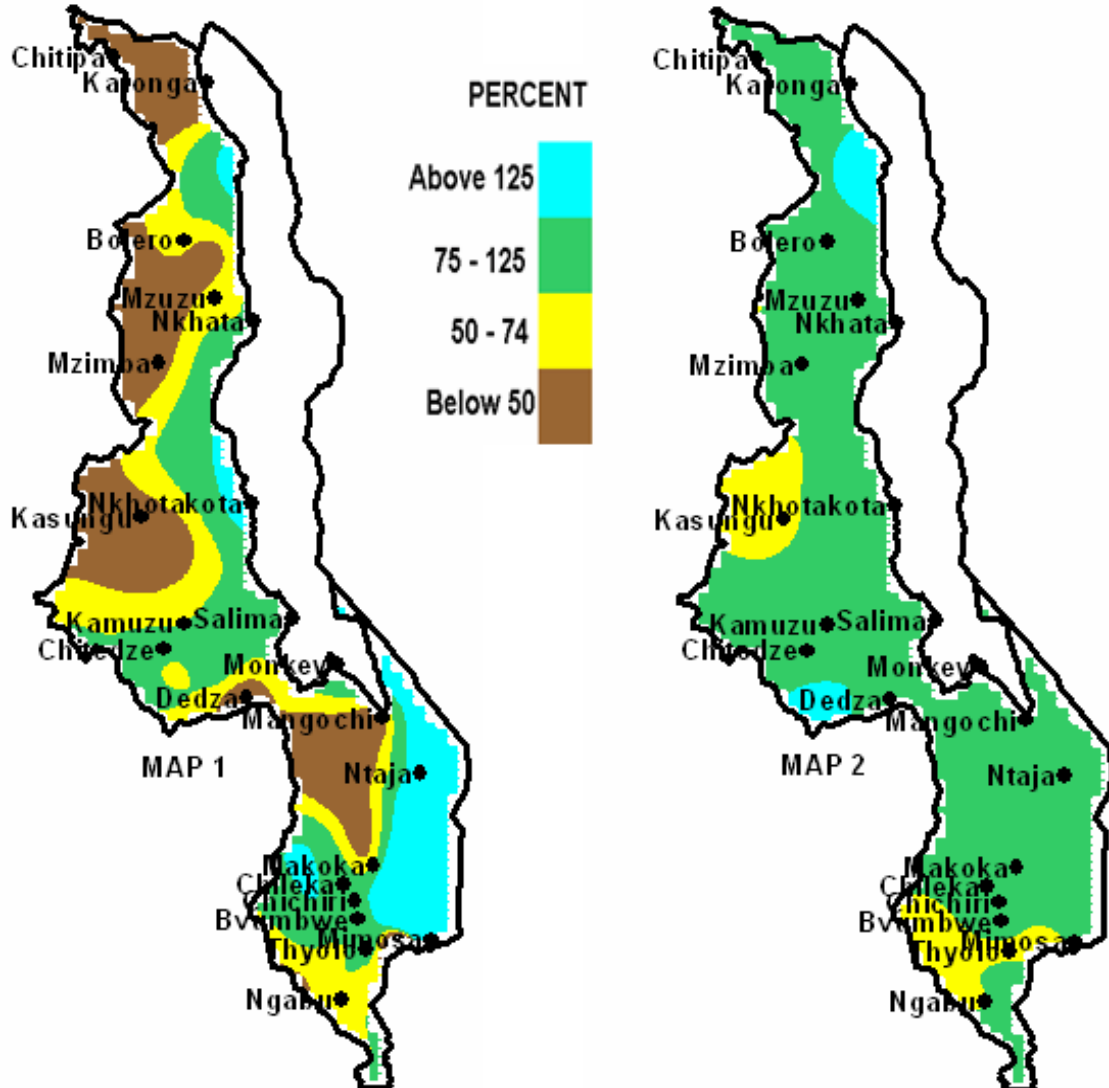 Chitipa
Karonga
Bolero
Mzuzu
Nkhata
Mzimba
Nkhotakota
Kasungu
Kamuzu
Salima
Chitedze
Monkey
Dedza
Mangochi
MAP 1
Ntaja
Makoka
Chileka
Chichiri
Bvumbwe
Mimosa
Thyolo
Ngabu
PERCENT
Above 125
75 - 125
50 - 74
Below 50
Chitipa
Karonga
Bolero
Mzuzu
Nkhata
Mzimba
Nkhotakota
Kasungu
Kamuzu
Salima
Chitedze
Monkey
Dedza
Mangochi
MAP 2
Ntaja
Makoka
Chileka
Chichiri
Bvumbwe
Mimosa
Thyolo
Ngabu